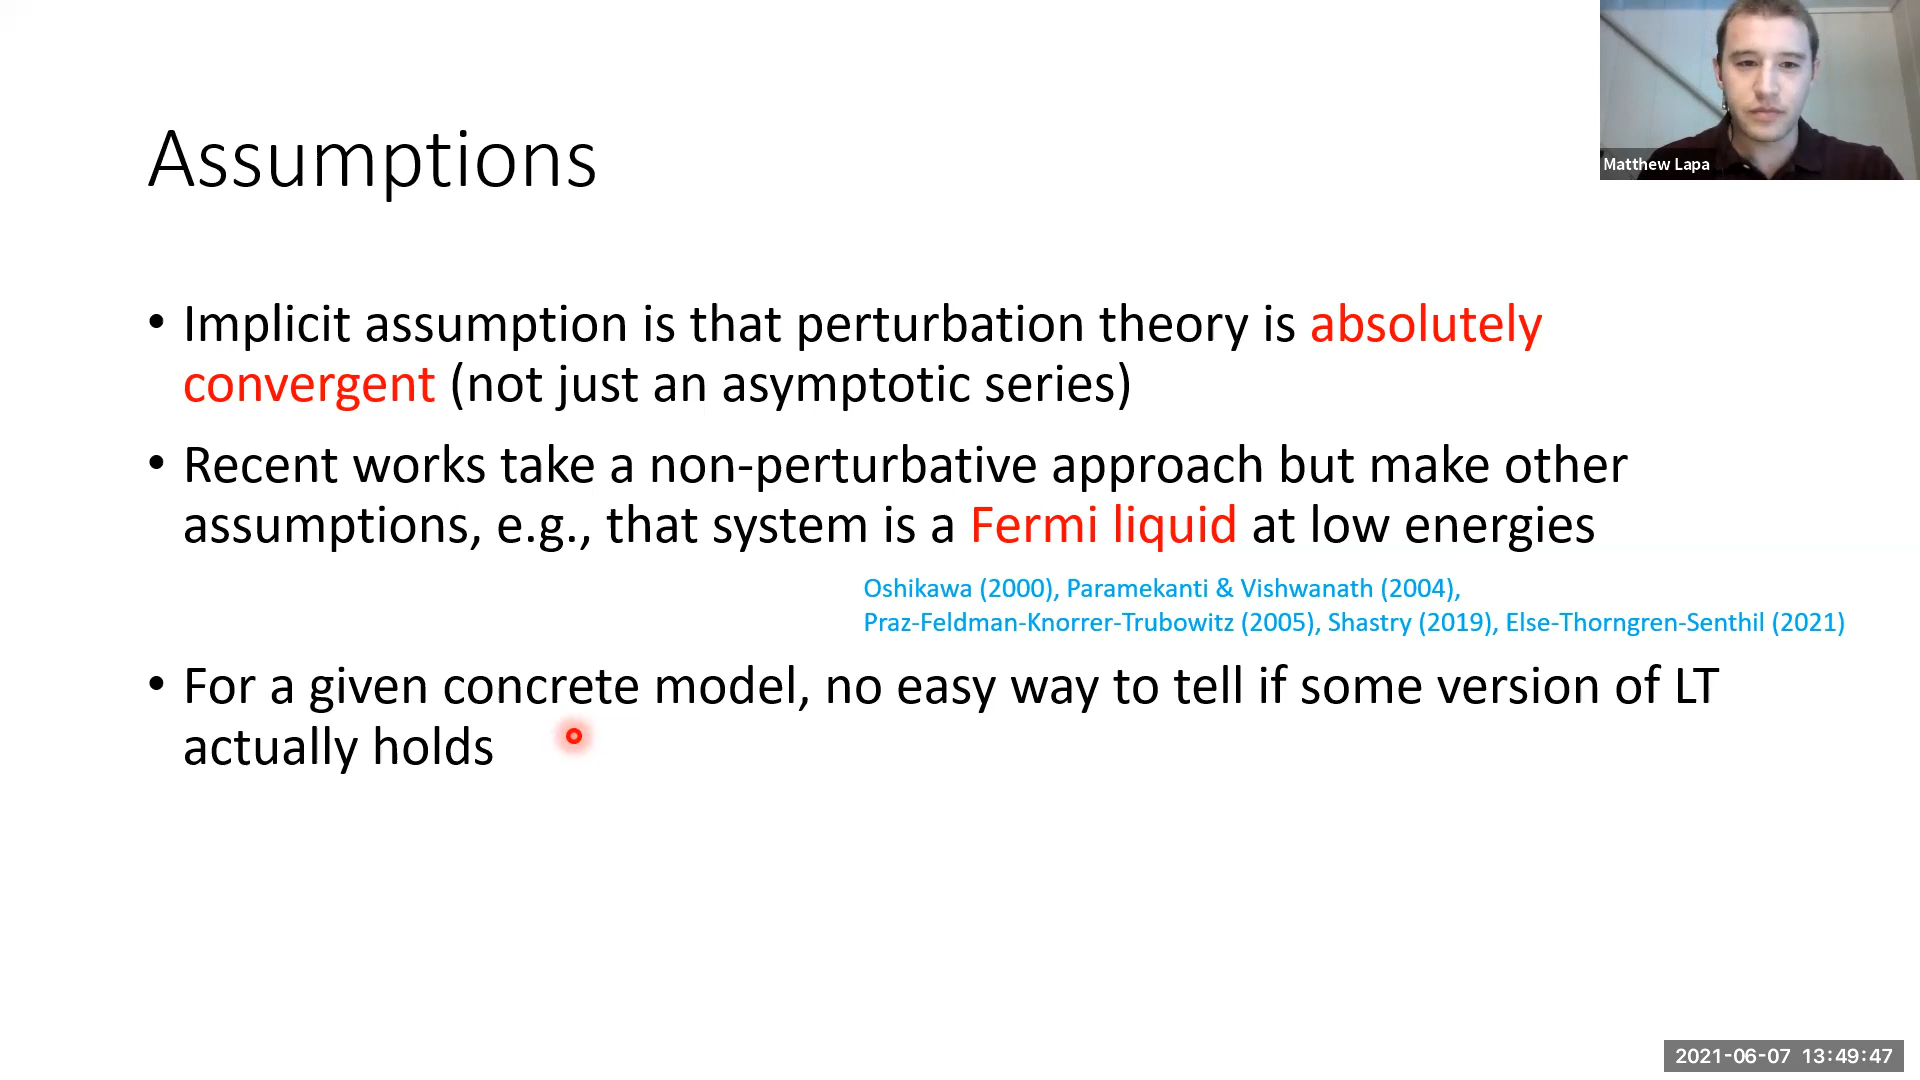 Assumptions
Matthew Lapa
• Implicit assumption is that perturbation theory is absolutely
convergent (not just an asymptotic series)
• Recent works take a non-perturbative approach but make other
assumptions, e.g., that system is a Fermi liquid at low energies
Oshikawa (2000), Paramekanti & Vishwanath (2004),
Praz-Feldman-Knorrer-Trubowitz (2005), Shastry (2019), Else-Thorngren-Senthil (2021)
• For a given concrete model, no easy way to tell if some version of LT
actually holds
2021-06-07 13:49:47